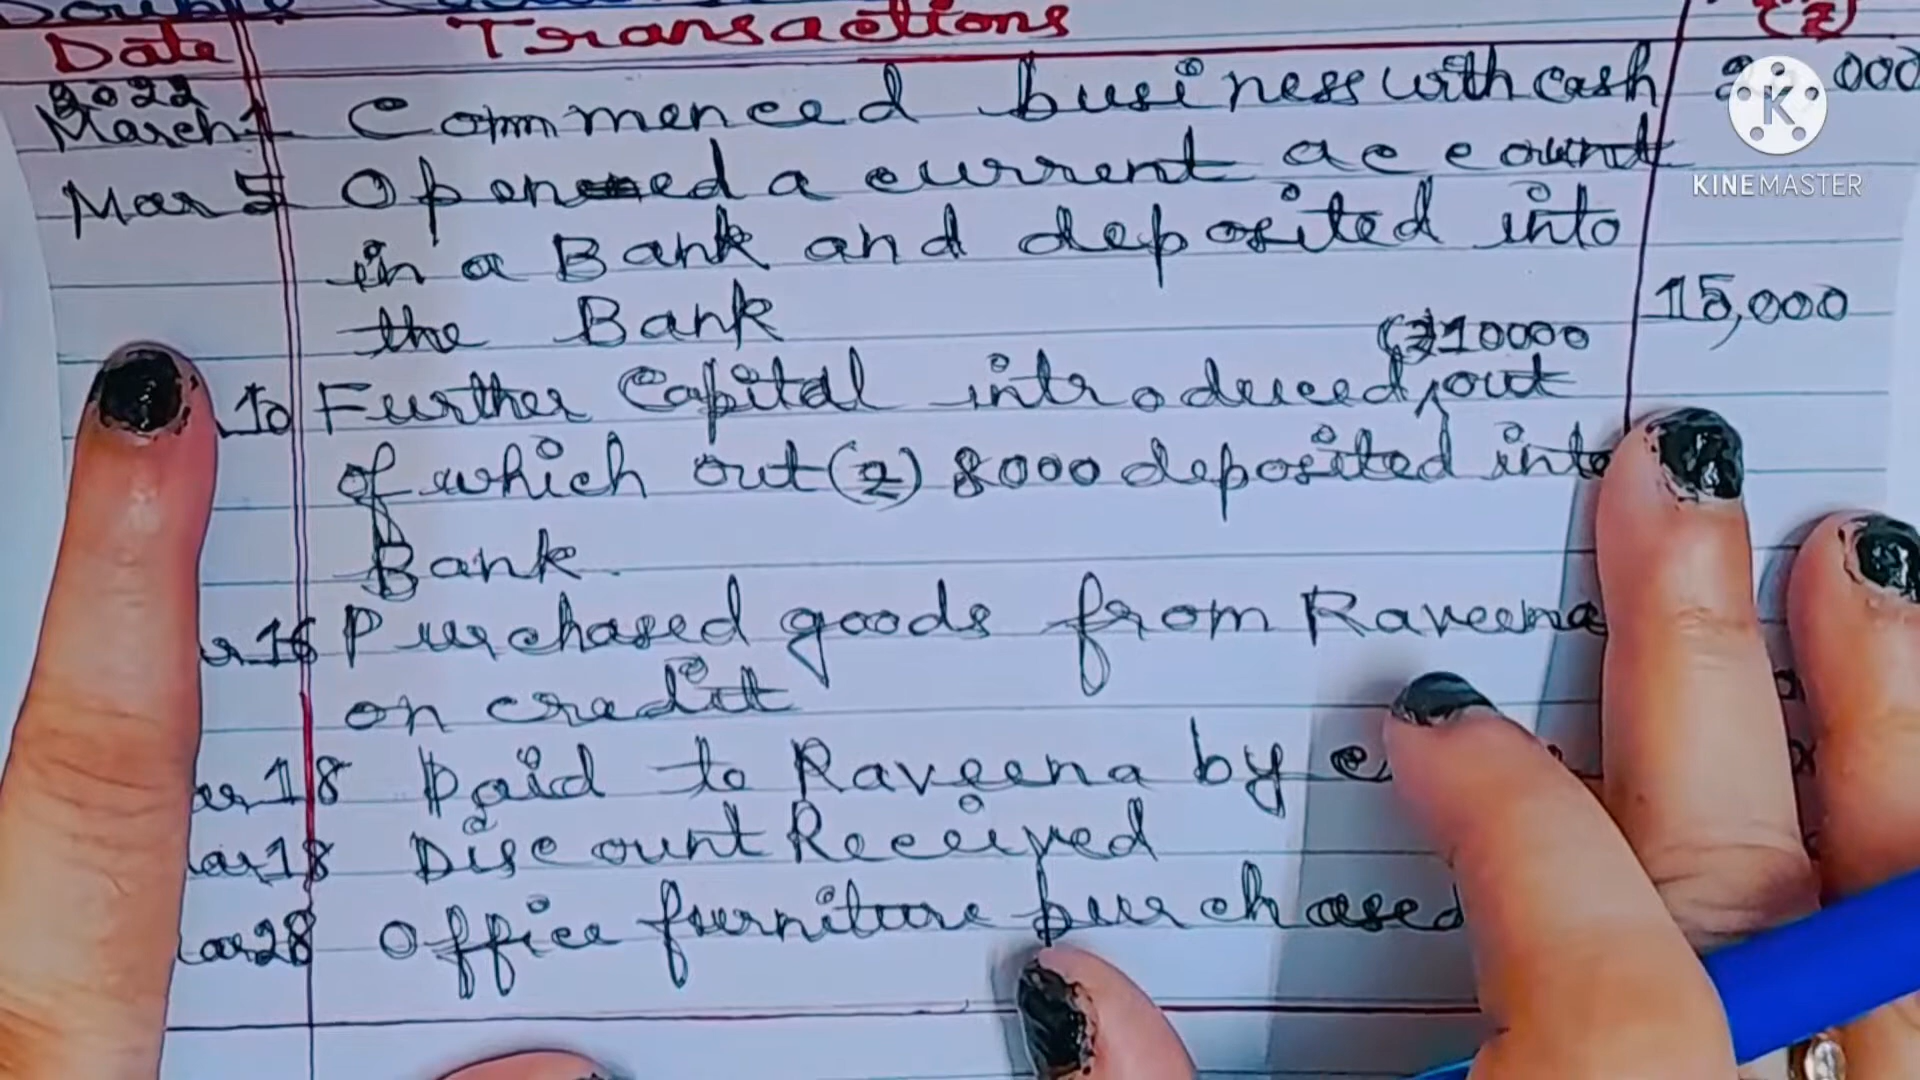 Date Transactions (₹)
2022
March 1 Commenced business with cash 000
Mar 5 Opened a current account
in a Bank and deposited into
the Bank 15,000
(₹)10000
10 Further Capital introduced, out
of which out (₹) 8000 deposited into
Bank.
16 Purchased goods from Raveena
on credit
18 Paid to Raveena by
18 Discount Received
28 Office furniture purchased
K
KINEMASTER